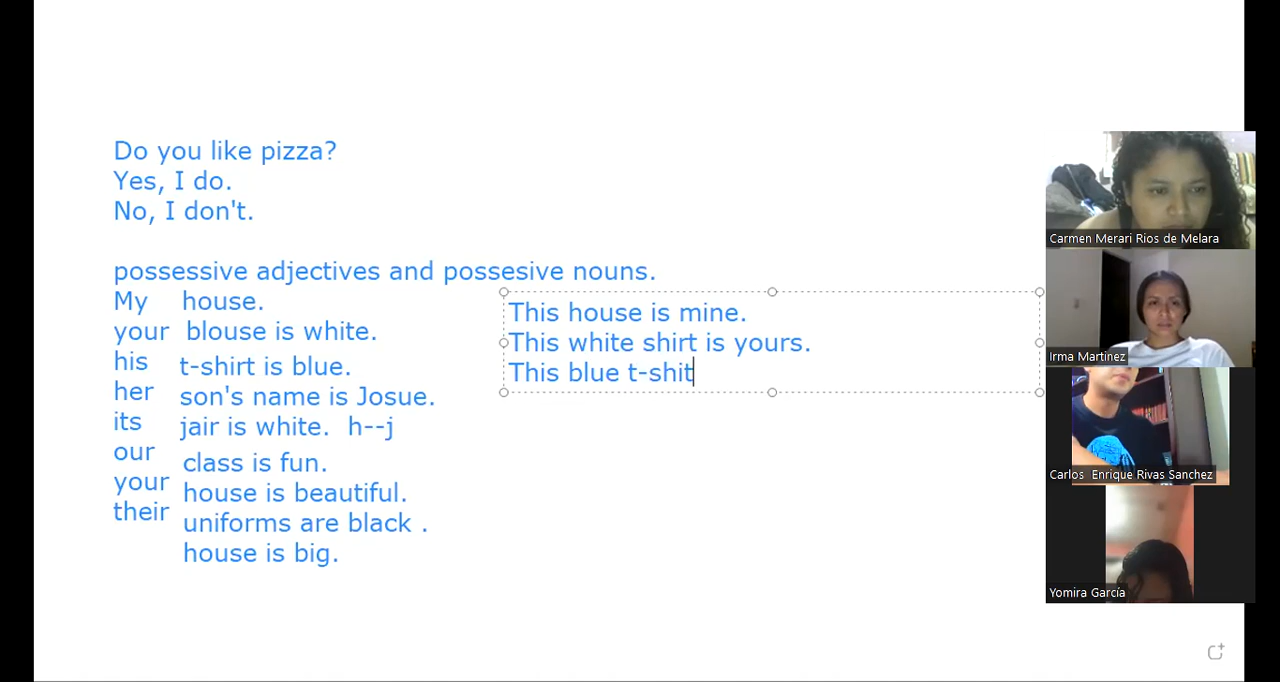 Do you like pizza?
Yes, I do.
No, I don't.
possessive adjectives and possesive nouns.
My house.
your blouse is white.
his t-shirt is blue.
her son's name is Josue.
its jair is white. h--j
our class is fun.
your house is beautiful.
their uniforms are black .
house is big.
This house is mine.
This white shirt is yours.
This blue t-shit
Carmen Merari Rios de Melara
Irma Martinez
Carlos Enrique Rivas Sanchez
Yomira García